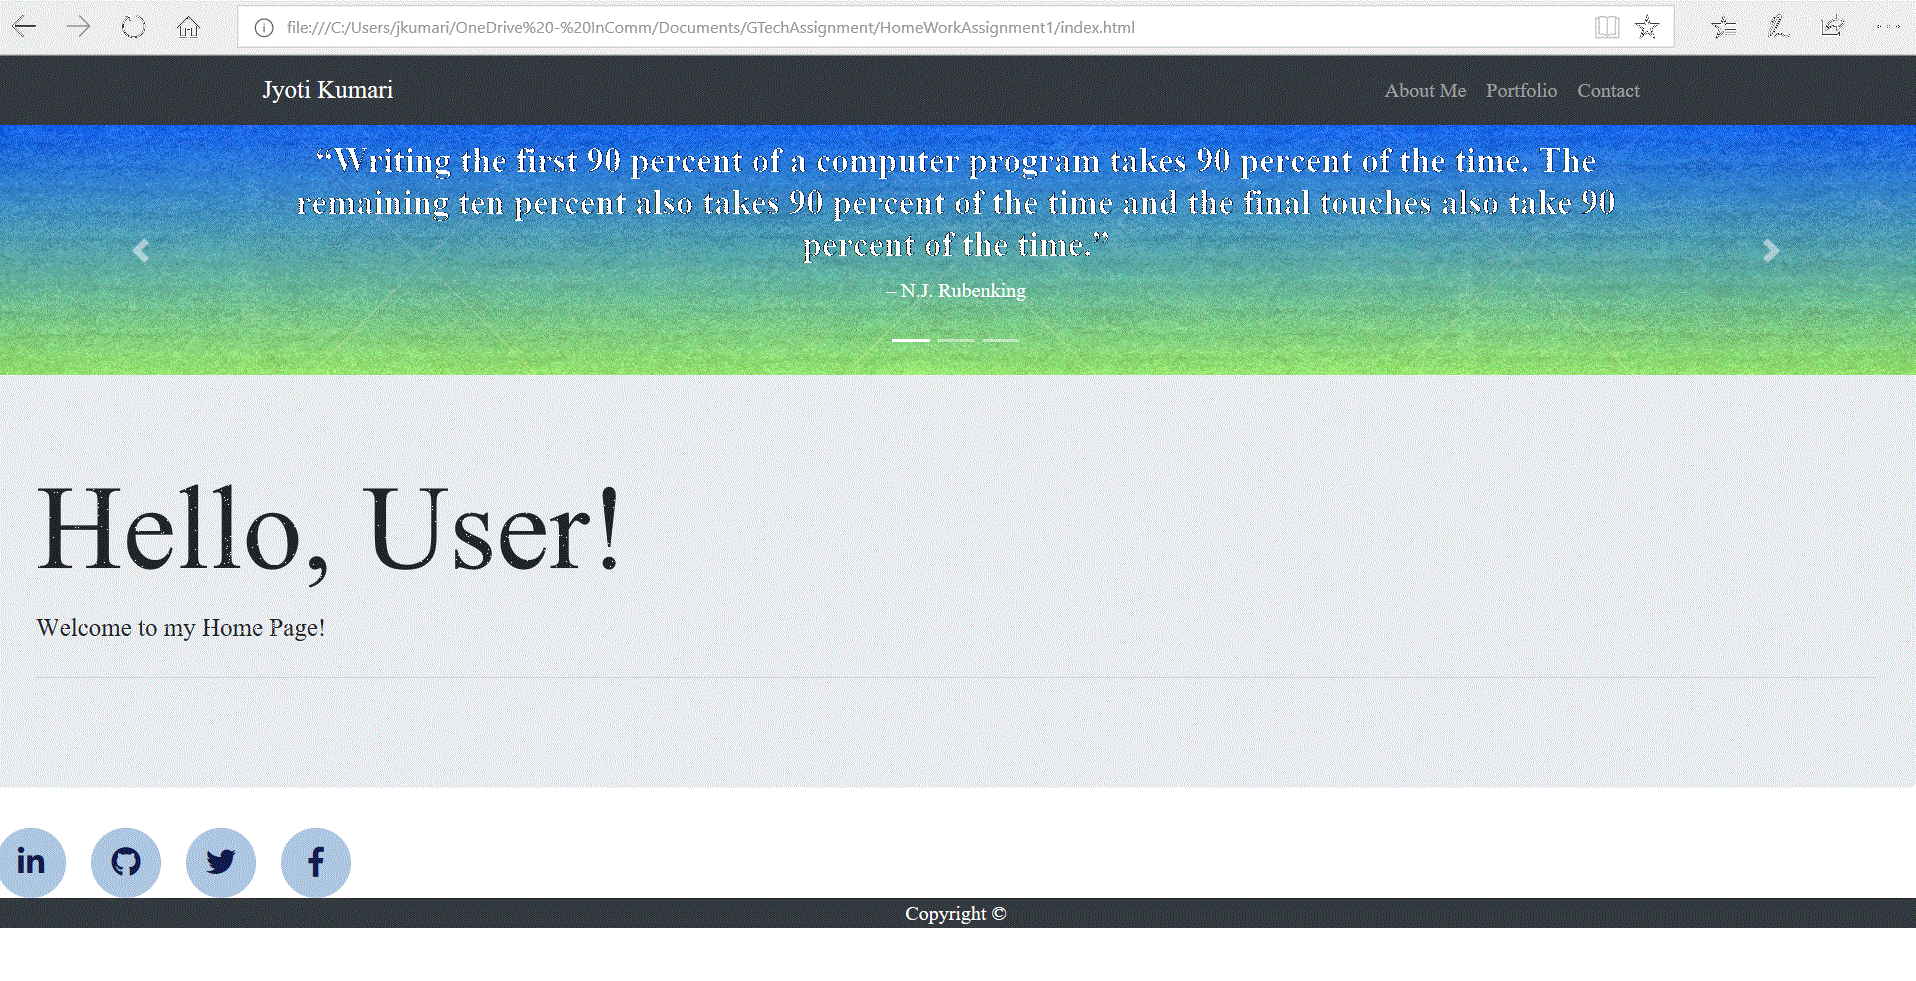 file:///C:/Users/jkumari/OneDrive%20-%20InComm/Documents/GTechAssignment/HomeWorkAssignment1/index.html
Jyoti Kumari
About Me Portfolio Contact
“Writing the first 90 percent of a computer program takes 90 percent of the time. The
remaining ten percent also takes 90 percent of the time and the final touches also take 90
percent of the time.”
– N.J. Rubenking
Hello, User!
Welcome to my Home Page!
in
Copyright ©